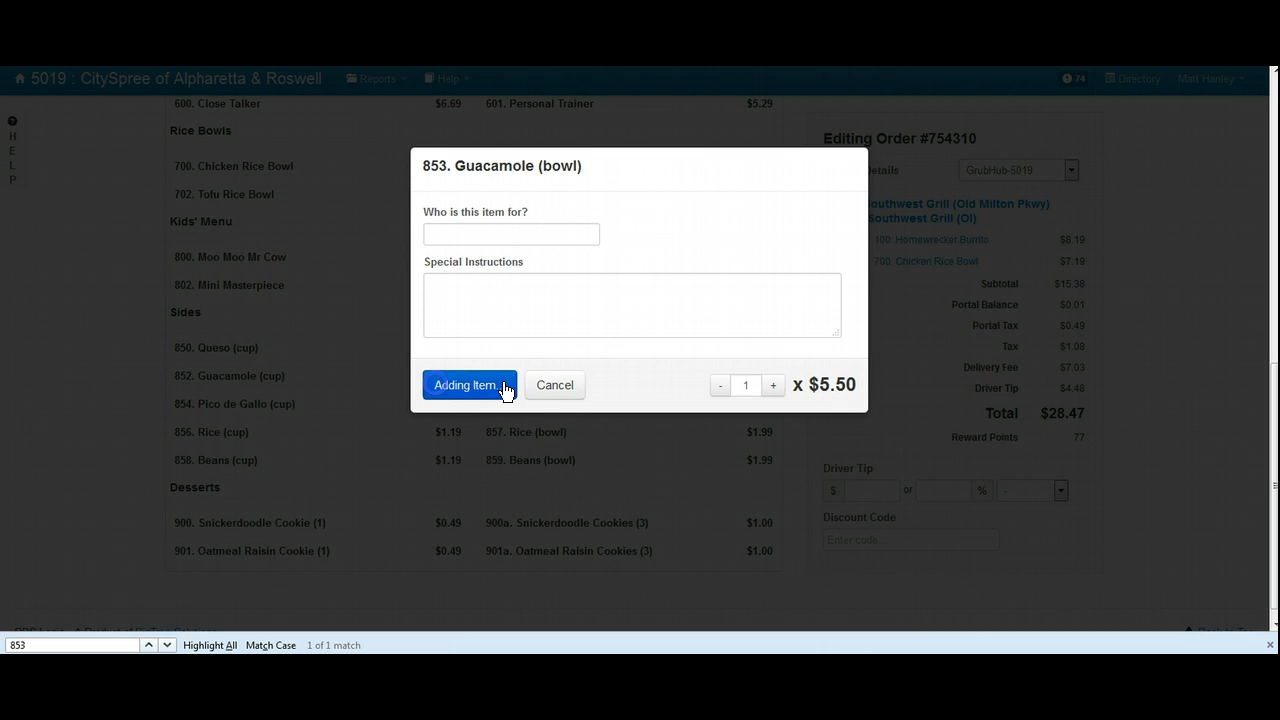 5019 : CitySpree of Alpharetta & Roswell Reports Help 74 Directory Matt Hanley
600. Close Talker $6.69 601. Personal Trainer $5.29
HELP
Rice Bowls
700. Chicken Rice Bowl
702. Tofu Rice Bowl
Kids' Menu
800. Moo Moo Mr Cow
802. Mini Masterpiece
Sides
850. Queso (cup)
852. Guacamole (cup)
854. Pico de Gallo (cup)
856. Rice (cup) $1.19 857. Rice (bowl) $1.99
858. Beans (cup) $1.19 859. Beans (bowl) $1.99
Desserts
900. Snickerdoodle Cookie (1) $0.49 900a. Snickerdoodle Cookies (3) $1.00
901. Oatmeal Raisin Cookie (1) $0.49 901a. Oatmeal Raisin Cookies (3) $1.00
853. Guacamole (bowl)
Who is this item for?
Special Instructions
Adding Item... Cancel - 1 + x $5.50
Editing Order #754310
etails GrubHub-5019
outhwest Grill (Old Milton Pkwy)
Southwest Grill (Ol)
100: Homewrecker Burrito $8.19
700. Chicken Rice Bowl $7.19
Subtotal $15.38
Portal Balance $0.01
Portal Tax $0.49
Tax $1.08
Delivery Fee $7.03
Driver Tip $4.48
Total $28.47
Reward Points 77
Driver Tip
$ or % -
Discount Code
Enter code...
853 Highlight All Match Case 1 of 1 match